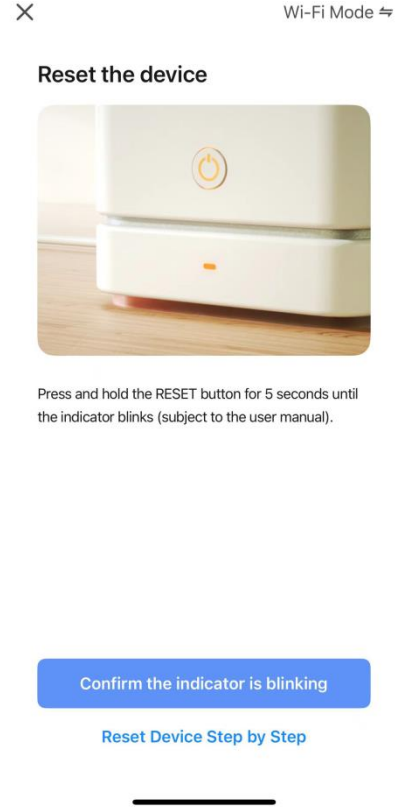 Wi-Fi Mode ⇋
Reset the device
Press and hold the RESET button for 5 seconds until
the indicator blinks (subject to the user manual).
Confirm the indicator is blinking
Reset Device Step by Step